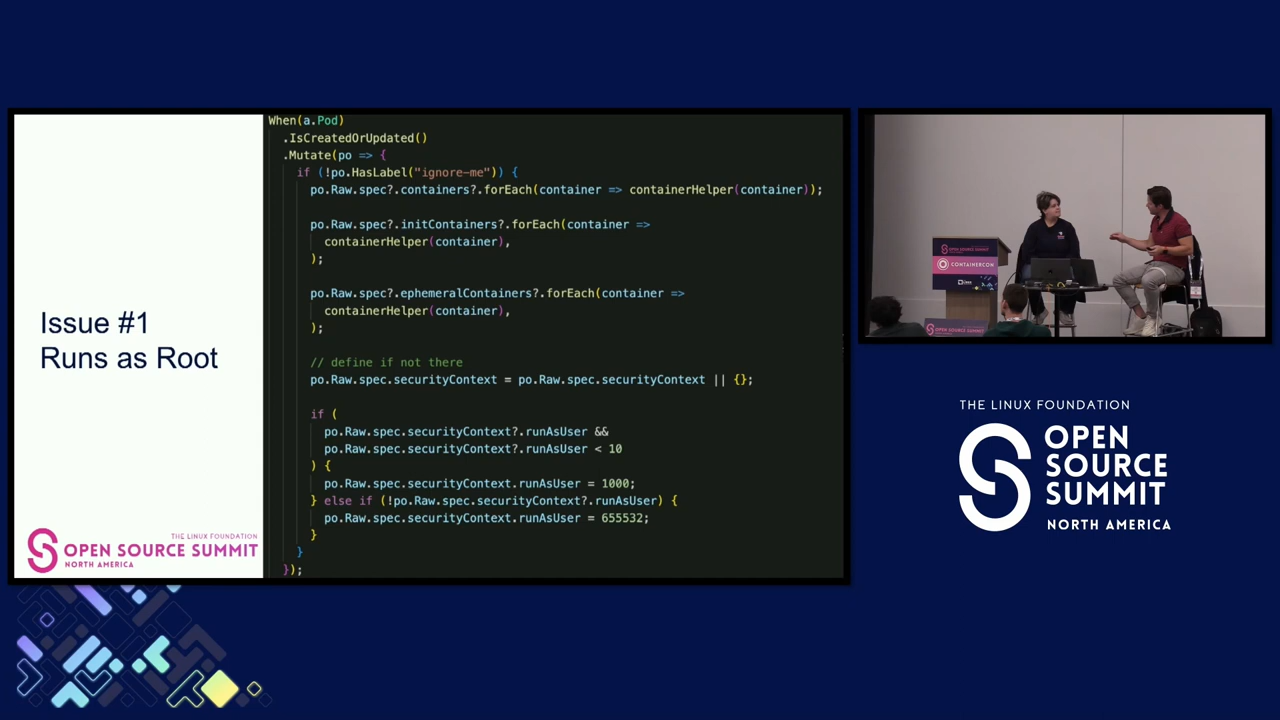 Issue #1
Runs as Root
THE LINUX FOUNDATION
OPEN SOURCE SUMMIT
NORTH AMERICA
When(a.Pod)
.IsCreatedOrUpdated()
.Mutate(po => {
if (!po.HasLabel("ignore-me")) {
po.Raw.spec?.containers?.forEach(container => containerHelper(container));
po.Raw.spec?.initContainers?.forEach(container =>
containerHelper(container),
);
po.Raw.spec?.ephemeralContainers?.forEach(container =>
containerHelper(container),
);
// define if not there
po.Raw.spec.securityContext = po.Raw.spec.securityContext || {};
if (
po.Raw.spec.securityContext?.runAsUser &&
po.Raw.spec.securityContext?.runAsUser < 10
) {
po.Raw.spec.securityContext.runAsUser = 1000;
} else if (!po.Raw.spec.securityContext?.runAsUser) {
po.Raw.spec.securityContext.runAsUser = 655532;
}
}
});
CONTAINERCON
OPEN SOURCE SUMMIT
THE LINUX FOUNDATION
OPEN
SOURCE
SUMMIT
NORTH AMERICA